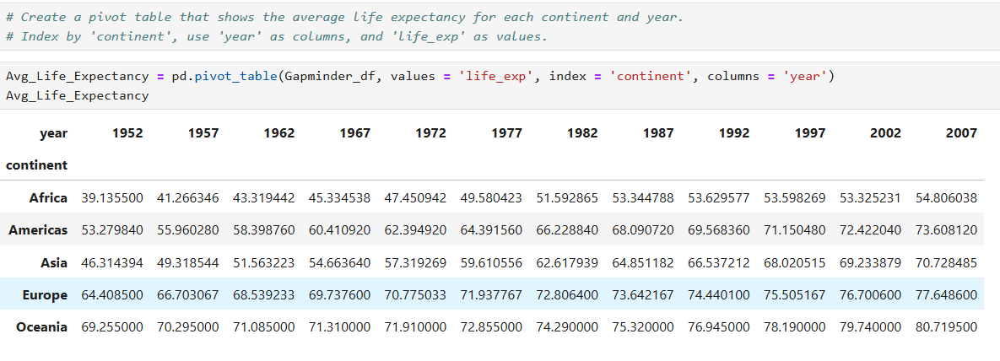 # Create a pivot table that shows the average life expectancy for each continent and year.
# Index by 'continent', use 'year' as columns, and 'life_exp' as values.
Avg_Life_Expectancy = pd.pivot_table(Gapminder_df, values = 'life_exp', index = 'continent', columns = 'year')
Avg_Life_Expectancy
year 1952 1957 1962 1967 1972 1977 1982 1987 1992 1997 2002 2007
continent
Africa 39.135500 41.266346 43.319442 45.334538 47.450942 49.580423 51.592865 53.344788 53.629577 53.598269 53.325231 54.806038
Americas 53.279840 55.960280 58.398760 60.410920 62.394920 64.391560 66.228840 68.090720 69.568360 71.150480 72.422040 73.608120
Asia 46.314394 49.318544 51.563223 54.663640 57.319269 59.610556 62.617939 64.851182 66.537212 68.020515 69.233879 70.728485
Europe 64.408500 66.703067 68.539233 69.737600 70.775033 71.937767 72.806400 73.642167 74.440100 75.505167 76.700600 77.648600
Oceania 69.255000 70.295000 71.085000 71.310000 71.910000 72.855000 74.290000 75.320000 76.945000 78.190000 79.740000 80.719500